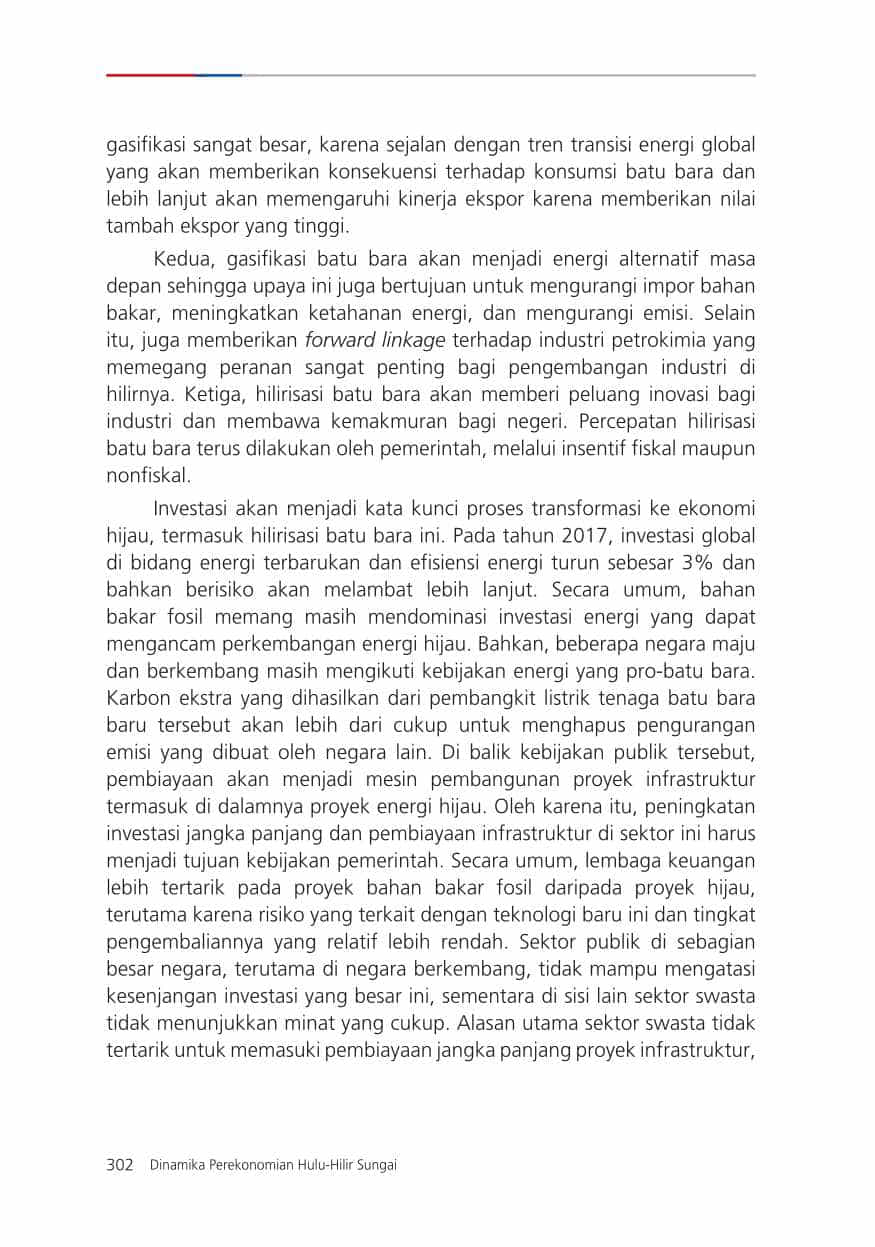 gasifikasi sangat besar, karena sejalan dengan tren transisi energi global
yang akan memberikan konsekuensi terhadap konsumsi batu bara dan
lebih lanjut akan memengaruhi kinerja ekspor karena memberikan nilai
tambah ekspor yang tinggi.
Kedua, gasifikasi batu bara akan menjadi energi alternatif masa
depan sehingga upaya ini juga bertujuan untuk mengurangi impor bahan
bakar, meningkatkan ketahanan energi, dan mengurangi emisi. Selain
itu, juga memberikan forward linkage terhadap industri petrokimia yang
memegang peranan sangat penting bagi pengembangan industri di
hilirnya. Ketiga, hilirisasi batu bara akan memberi peluang inovasi bagi
industri dan membawa kemakmuran bagi negeri. Percepatan hilirisasi
batu bara terus dilakukan oleh pemerintah, melalui insentif fiskal maupun
nonfiskal.
Investasi akan menjadi kata kunci proses transformasi ke ekonomi
hijau, termasuk hilirisasi batu bara ini. Pada tahun 2017, investasi global
di bidang energi terbarukan dan efisiensi energi turun sebesar 3% dan
bahkan berisiko akan melambat lebih lanjut. Secara umum, bahan
bakar fosil memang masih mendominasi investasi energi yang dapat
mengancam perkembangan energi hijau. Bahkan, beberapa negara maju
dan berkembang masih mengikuti kebijakan energi yang pro-batu bara.
Karbon ekstra yang dihasilkan dari pembangkit listrik tenaga batu bara
baru tersebut akan lebih dari cukup untuk menghapus pengurangan
emisi yang dibuat oleh negara lain. Di balik kebijakan publik tersebut,
pembiayaan akan menjadi mesin pembangunan proyek infrastruktur
termasuk di dalamnya proyek energi hijau. Oleh karena itu, peningkatan
investasi jangka panjang dan pembiayaan infrastruktur di sektor ini harus
menjadi tujuan kebijakan pemerintah. Secara umum, lembaga keuangan
lebih tertarik pada proyek bahan bakar fosil daripada proyek hijau,
terutama karena risiko yang terkait dengan teknologi baru ini dan tingkat
pengembaliannya yang relatif lebih rendah. Sektor publik di sebagian
besar negara, terutama di negara berkembang, tidak mampu mengatasi
kesenjangan investasi yang besar ini, sementara di sisi lain sektor swasta
tidak menunjukkan minat yang cukup. Alasan utama sektor swasta tidak
tertarik untuk memasuki pembiayaan jangka panjang proyek infrastruktur,
302 Dinamika Perekonomian Hulu-Hilir Sungai